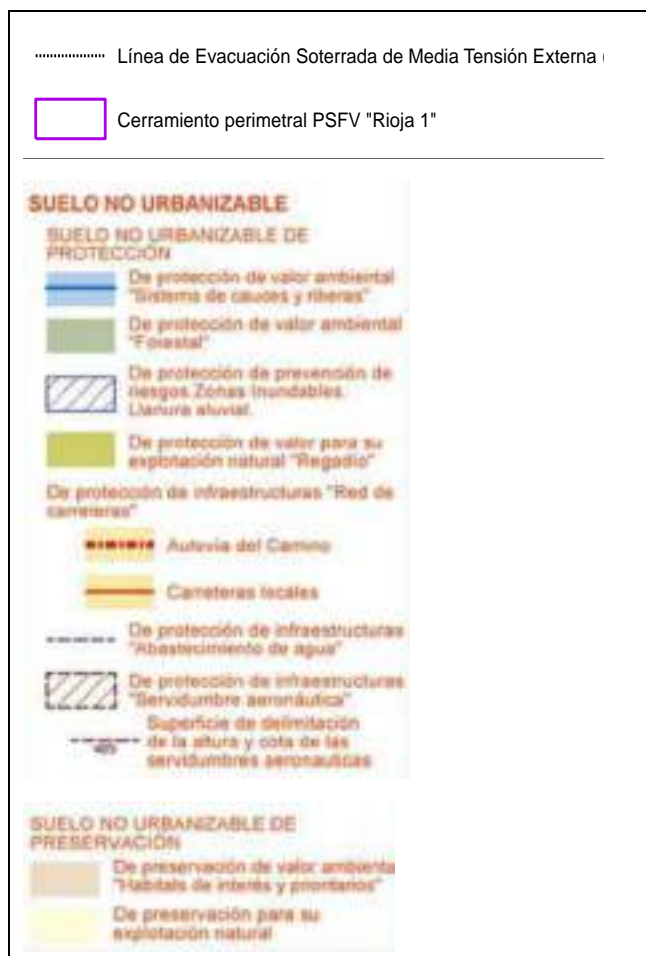 Línea de Evacuación Soterrada de Media Tensión Externa (
Cerramiento perimetral PSFV "Rioja 1"
SUELO NO URBANIZABLE
SUELO NO URBANIZABLE DE
PROTECCIÓN
De protección de valor ambiental
"Sistema de cauces y riberas"
De protección de valor ambiental
"Forestal"
De protección de prevención de
riesgos Zonas Inundables.
Llanura aluvial.
De protección de valor para su
explotación natural "Regadío"
De protección de infraestructuras "Red de
carreteras"
Autovía del Camino
Carreteras locales
De protección de infraestructuras
"Abastecimiento de agua"
De protección de infraestructuras
"Servidumbre aeronáutica"
Superficie de delimitación
de la altura y cota de las
servidumbres aeronauticas
SUELO NO URBANIZABLE DE
PRESERVACIÓN
De preservación de valor ambienta
"Habitats de interés y prioritarios"
De preservación para su
explotación natural